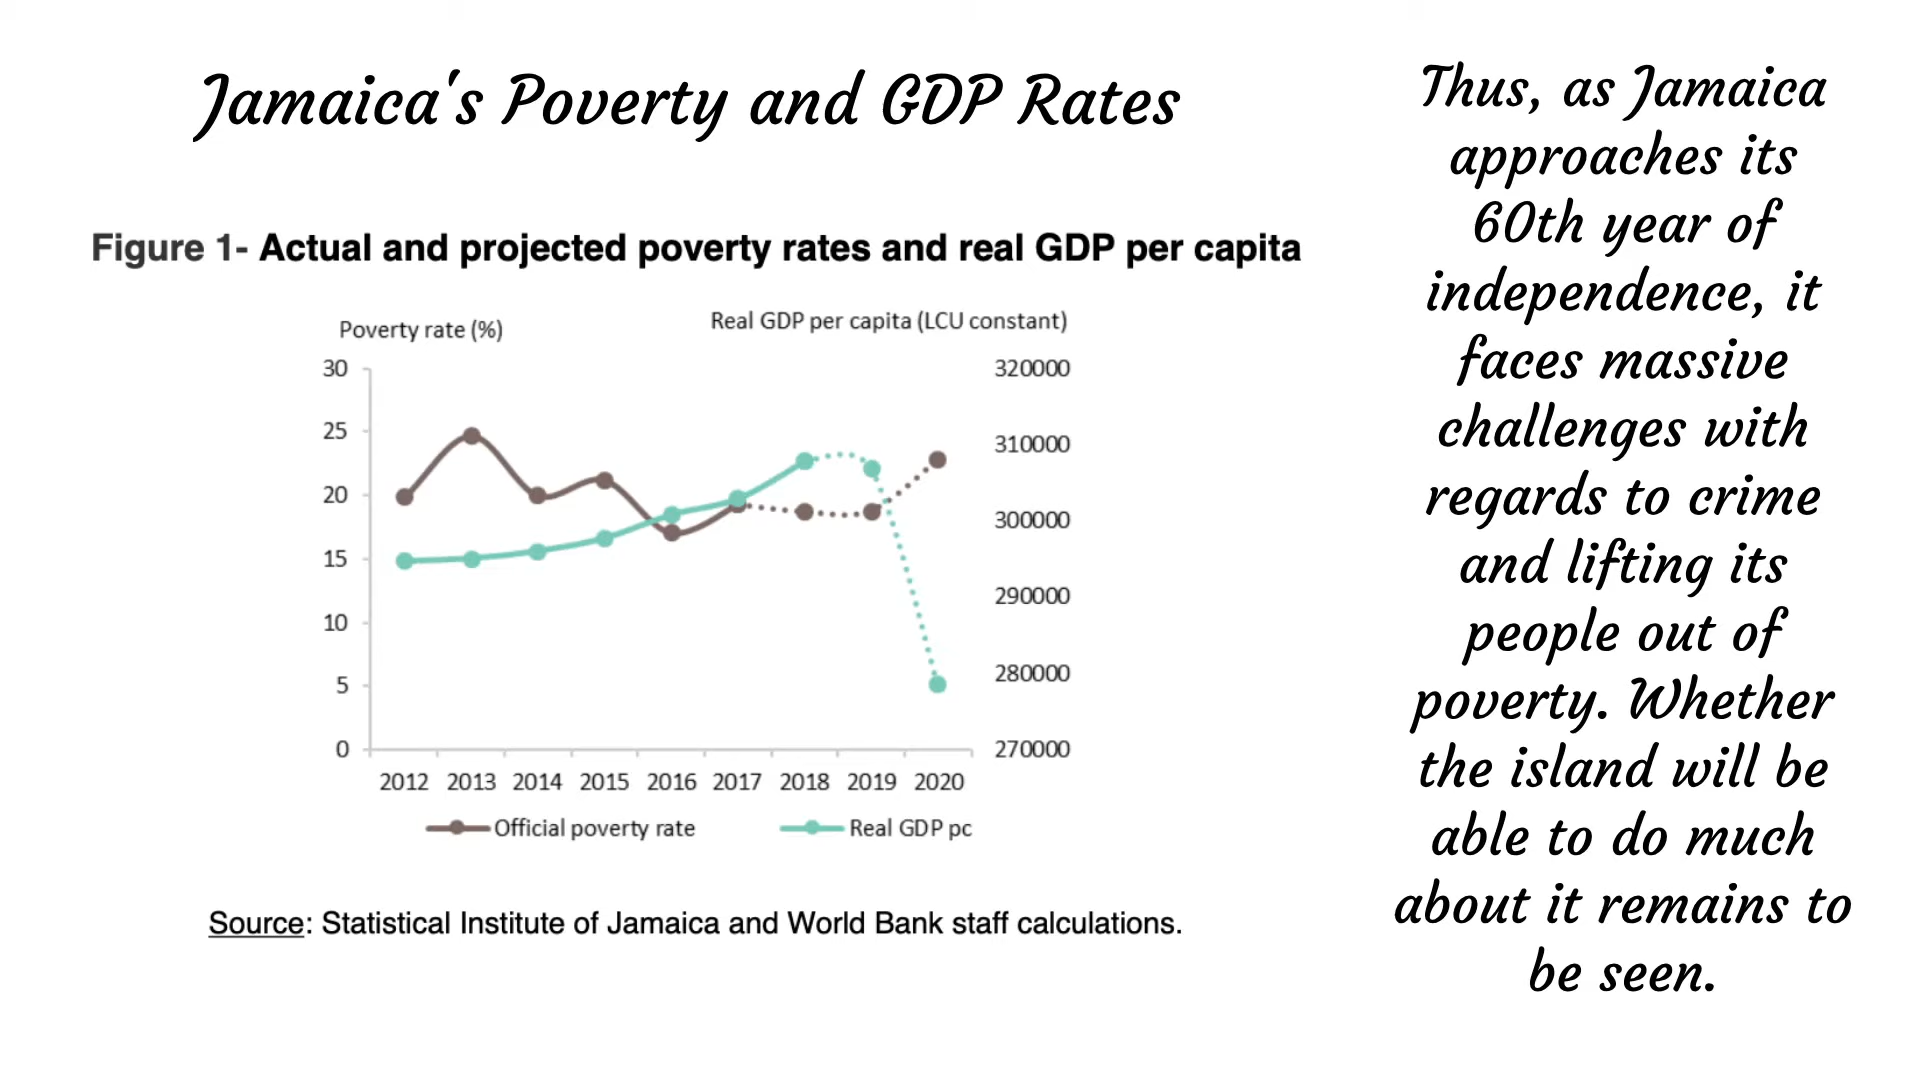 Jamaica's Poverty and GDP Rates
Figure 1- Actual and projected poverty rates and real GDP per capita
Poverty rate (%)
Real GDP per capita (LCU constant)
30
25
20
15
10
5
0
320000
310000
300000
290000
280000
270000
2012 2013 2014 2015 2016 2017 2018 2019 2020
Official poverty rate
Real GDP pc
Source: Statistical Institute of Jamaica and World Bank staff calculations.
Thus, as Jamaica
approaches its
60th year of
independence, it
faces massive
challenges with
regards to crime
and lifting its
people out of
poverty. Whether
the island will be
able to do much
about it remains to
be seen.